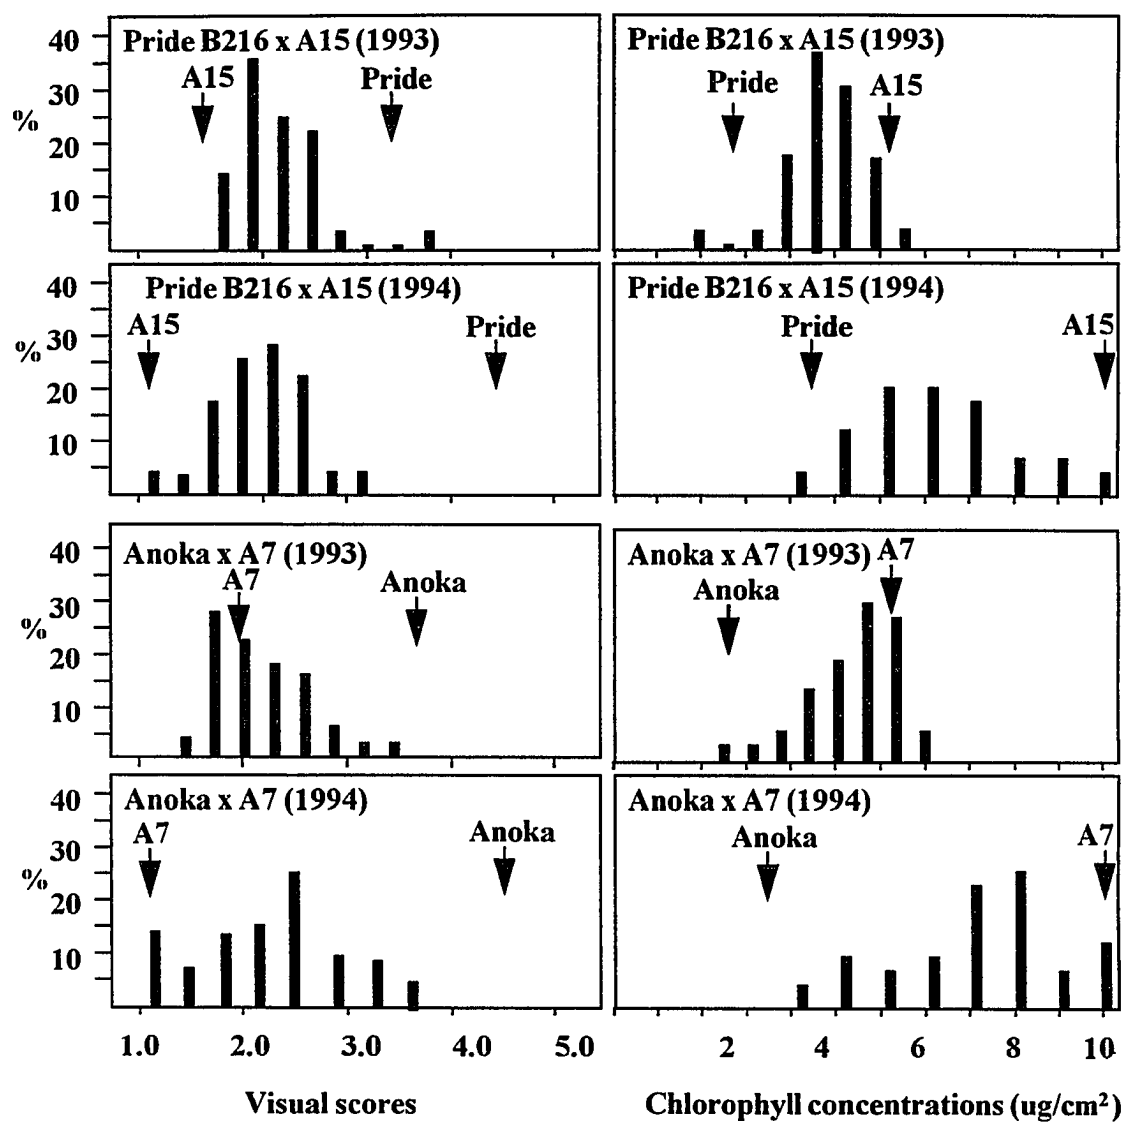 40
30
%
20
10
Pride B216 x A15 (1993)
A15
Pride
Pride B216 x A15 (1993)
Pride
A15
40
30
%
20
10
Pride B216 x A15 (1994)
A15
Pride
Pride B216 x A15 (1994)
Pride
A15
40
30
%
20
10
Anoka x A7 (1993)
A7
Anoka
Anoka x A7 (1993)
A7
Anoka
40
30
%
20
10
Anoka x A7 (1994)
A7
Anoka
Anoka x A7 (1994)
Anoka
A7
1.0 2.0 3.0 4.0 5.0
2 4 6 8 10
Visual scores
Chlorophyll concentrations (ug/cm²)